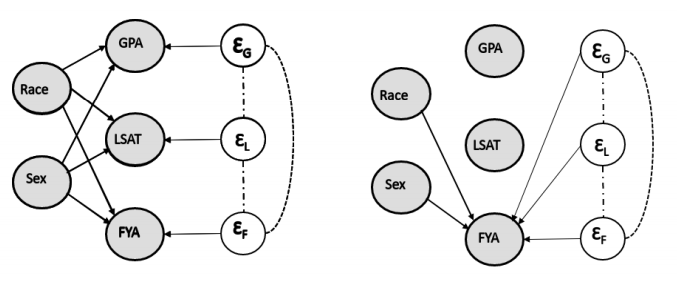 GPA
εG
Race
LSAT
εL
Sex
FYA
εF
GPA
εG
Race
LSAT
εL
Sex
FYA
εF